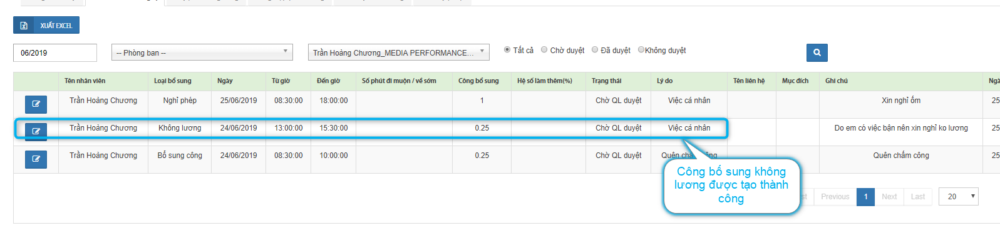 XUẤT EXCEL
06/2019 -- Phòng ban -- Trần Hoàng Chương_MEDIA PERFORMANCE... Tất cả Chờ duyệt Đã duyệt Không duyệt
Tên nhân viên Loại bổ sung Ngày Từ giờ Đến giờ Số phút đi muộn / về sớm Công bổ sung Hệ số làm thêm(%) Trạng thái Lý do Tên liên hệ Mục đích Ghi chú
Trần Hoàng Chương Nghỉ phép 25/06/2019 08:30:00 18:00:00 1 Chờ QL duyệt Việc cá nhân Xin nghỉ ốm 25
Trần Hoàng Chương Không lương 24/06/2019 13:00:00 15:30:00 0.25 Chờ QL duyệt Việc cá nhân Do em có việc bận nên xin nghỉ ko lương 25
Trần Hoàng Chương Bổ sung công 24/06/2019 08:30:00 10:00:00 0.25 Chờ QL duyệt Quên chấm công Quên chấm công 25
Công bổ sung không
lương được tạo thành
công
Previous 1 Next Last 20